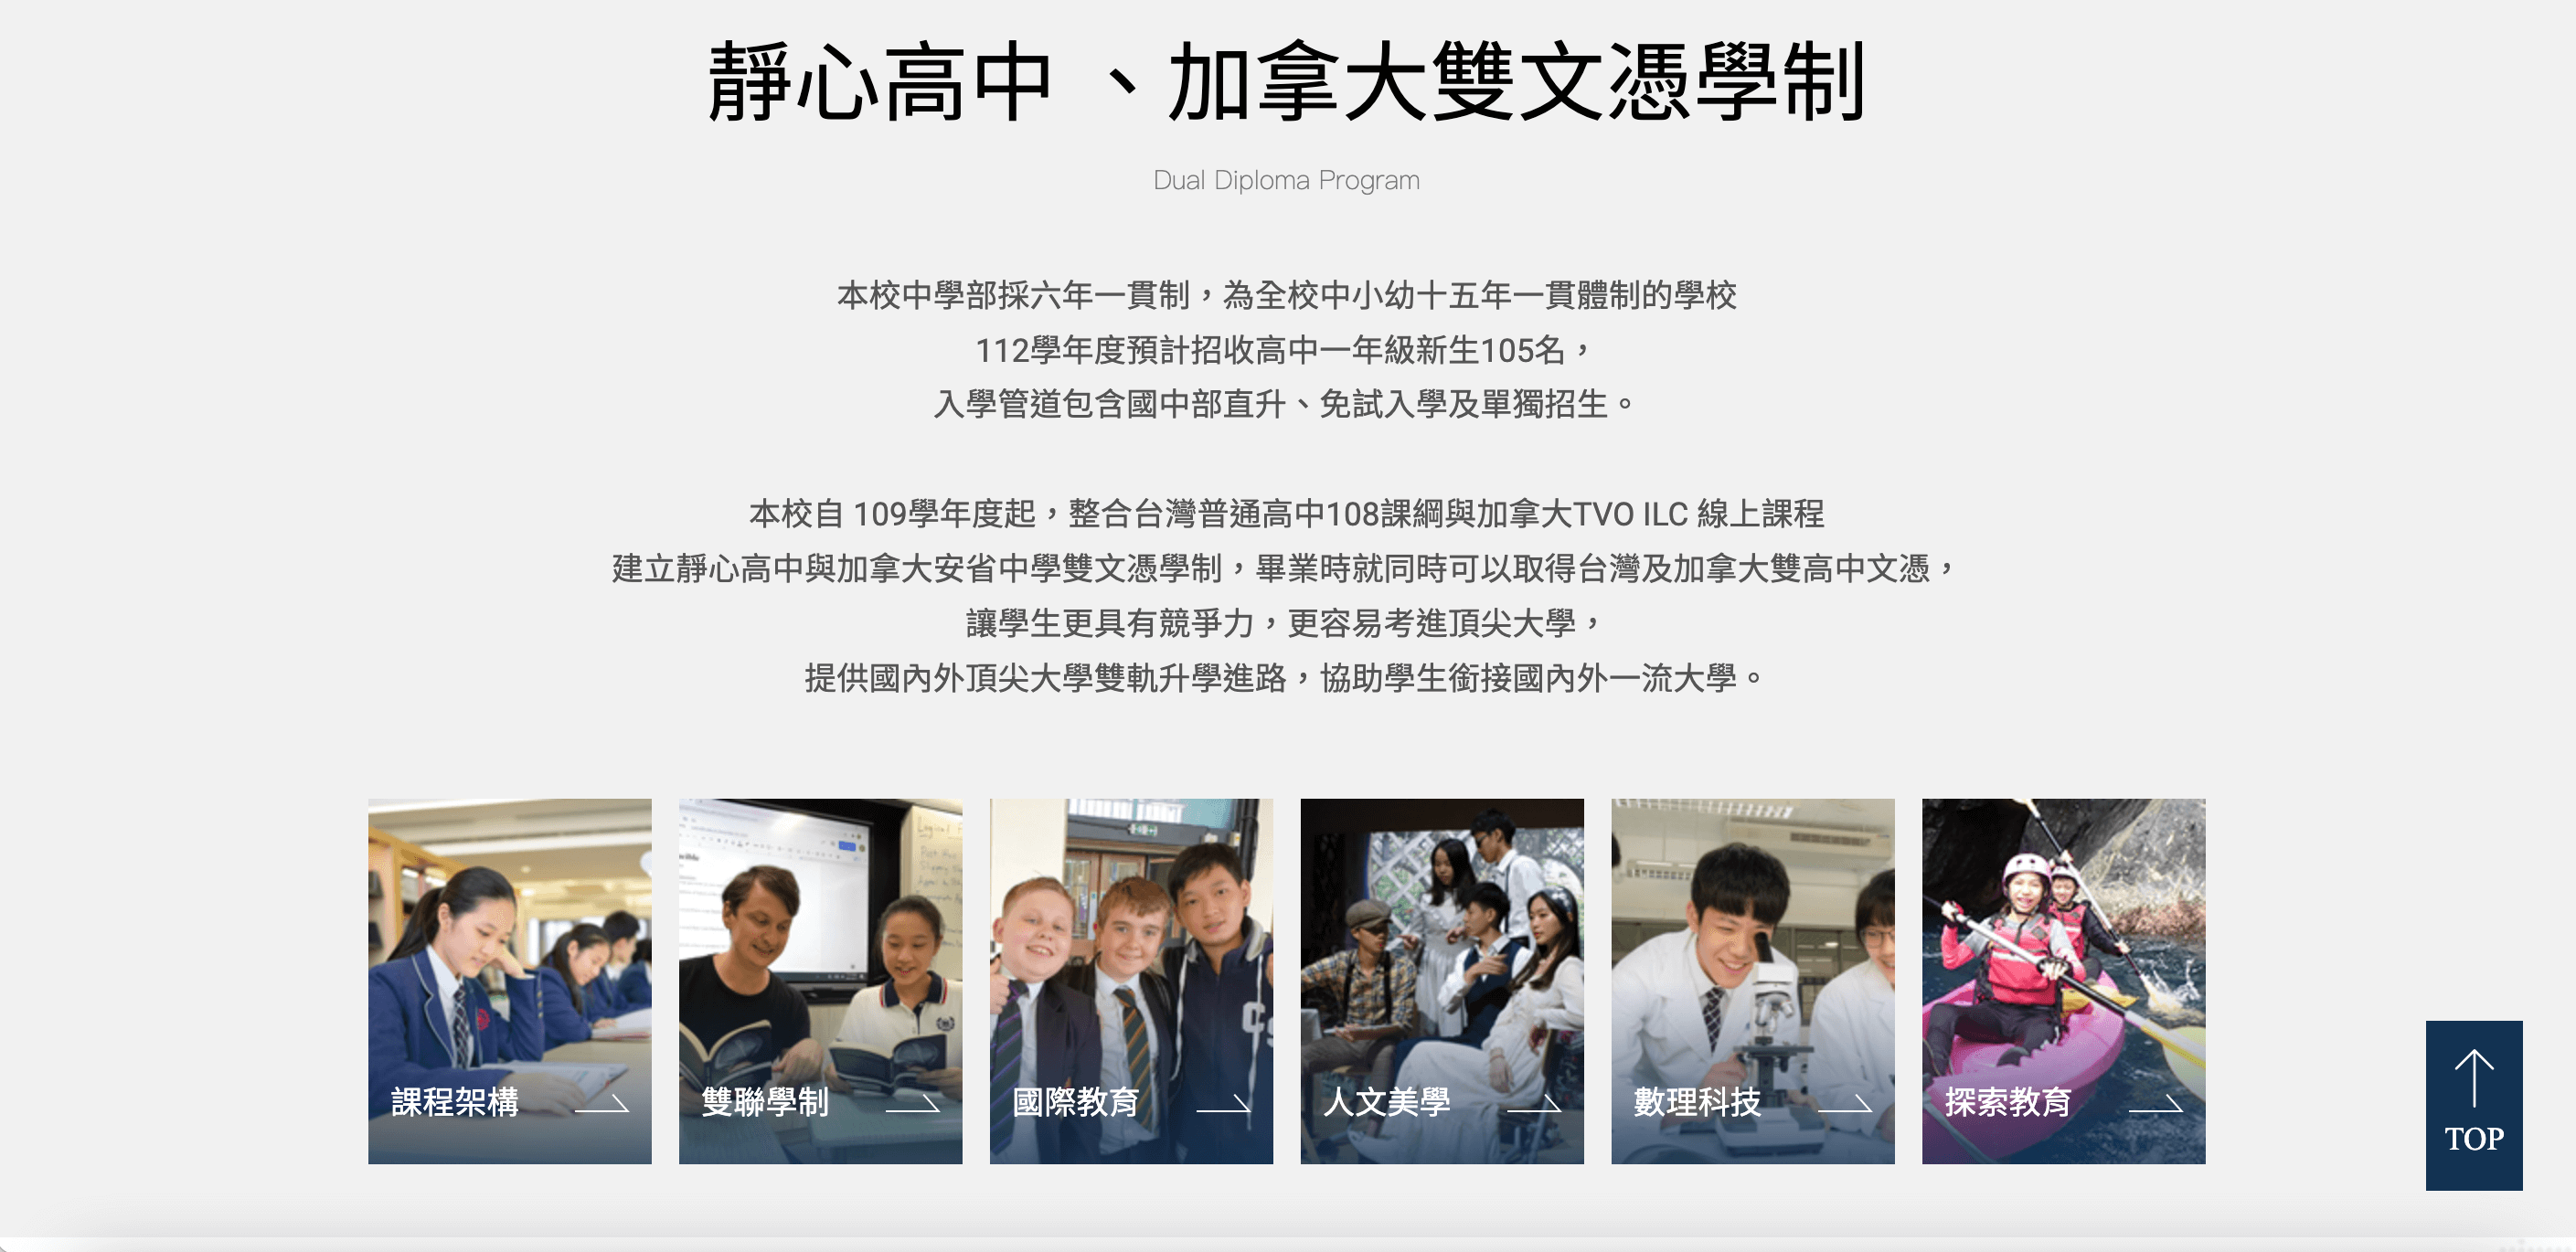 靜心高中 、加拿大雙文憑學制
Dual Diploma Program
本校中學部採六年一貫制，為全校中小幼十五年一貫體制的學校
112學年度預計招收高中一年級新生105名，
入學管道包含國中部直升、免試入學及單獨招生。
本校自 109學年度起，整合台灣普通高中108課綱與加拿大TVO ILC 線上課程
建立靜心高中與加拿大安省中學雙文憑學制，畢業時就同時可以取得台灣及加拿大雙高中文憑，
讓學生更具有競爭力，更容易考進頂尖大學，
提供國內外頂尖大學雙軌升學進路，協助學生銜接國內外一流大學。
課程架構
雙聯學制
國際教育
人文美學
數理科技
探索教育
TOP